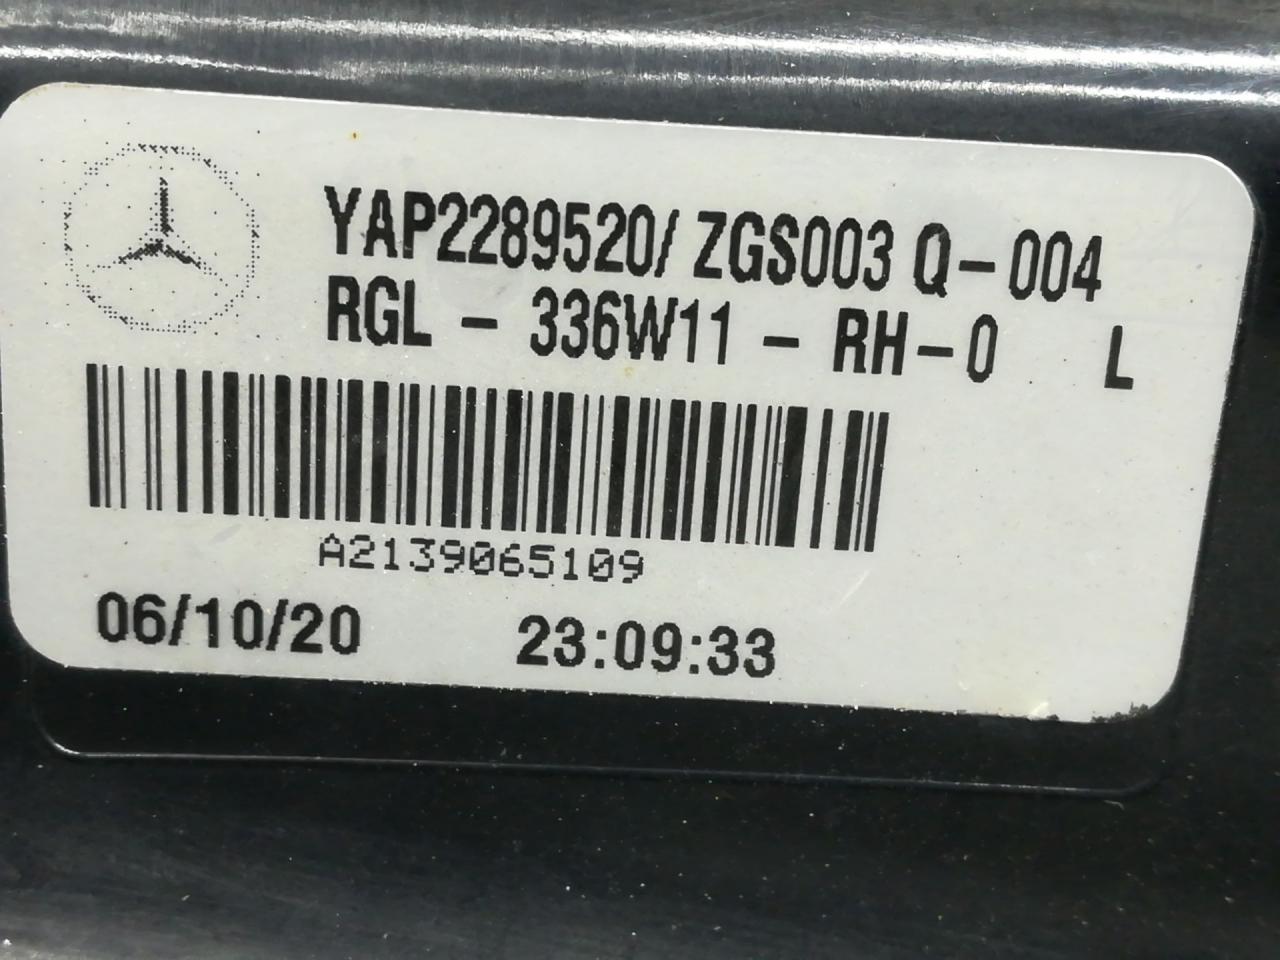 YAP2289520/ ZGS003 Q-004
RGL - 336W11 - RH-0 L
A2139065109
06/10/20 23:09:33